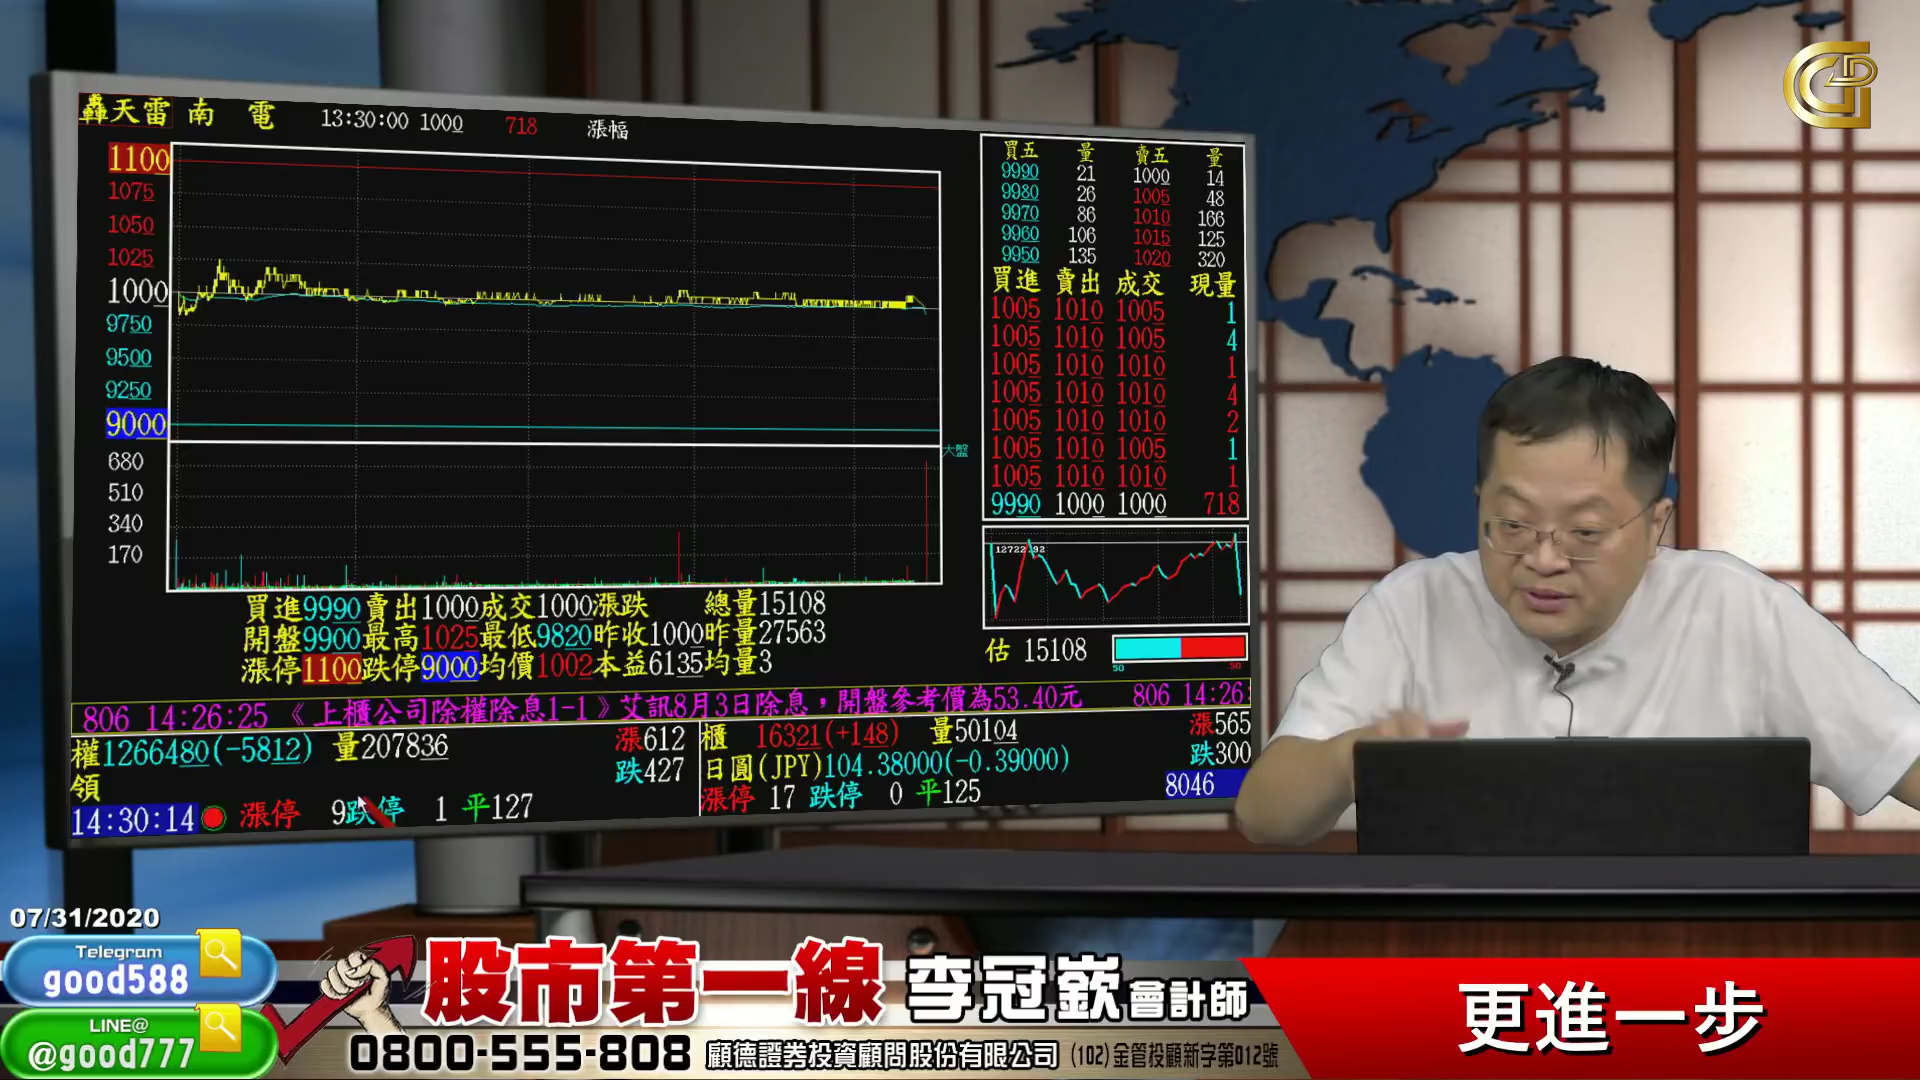 轟天雷 南 電 13:30:00 1000 718 漲幅
1100
1075
1050
1025
1000
9750
9500
9250
9000
680
510
340
170
大盤
買五 量 賣五 量
9990 21 1000 14
9980 26 1005 48
9970 86 1010 166
9960 106 1015 125
9950 135 1020 320
買進 賣出 成交 現量
1005 1010 1005 1
1005 1010 1005 4
1005 1010 1010 1
1005 1010 1010 4
1005 1010 1010 2
1005 1010 1005 1
1005 1010 1010 1
9990 1000 1000 718
12722.92
估 15108
50 50
買進9990賣出1000成交1000漲跌 總量15108
開盤9900最高1025最低9820昨收1000昨量27563
漲停1100跌停9000均價1002本益6135均量3
806 14:26:25 《上櫃公司除權除息1-1》艾訊8月3日除息，開盤參考價為53.40元 806 14:26:
權1266480(-5812) 量207836 漲612
跌427
領
14:30:14 漲停 9跌停 1 平127
櫃 16321(+148) 量50104 漲565
日圓(JPY)104.38000(-0.39000) 跌300
漲停 17 跌停 0 平125 8046
07/31/2020
Telegram
good588
LINE@
@good777
股市第一線 李冠嶔會計師
0800-555-808 顧德證券投資顧問股份有限公司 (102)金管投顧新字第012號
更進一步